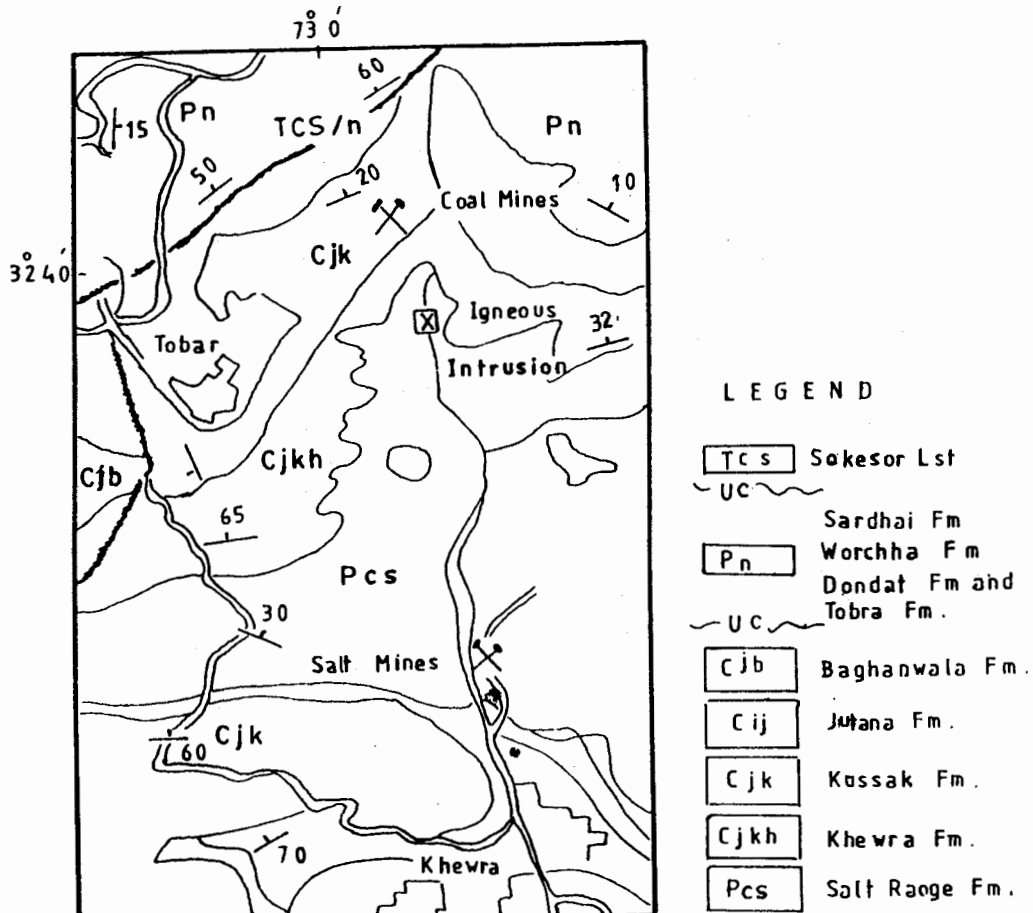 73° 0′
60
Pn
15
TCS/n
Pn
50
20
10
Coal Mines
Cjk
32° 40′
Igneous
32
Tobar
Intrusion
Cjb
Cjkh
65
Pcs
30
Salt Mines
Cjk
60
70
Khewra
LEGEND
Tcs Sakesor Lst
UC
Sardhai Fm
Pn Worchha Fm
Dondat Fm and
Tobra Fm.
UC
Cjb Baghanwala Fm.
Cij Jutana Fm.
Cjk Kussak Fm.
Cjkh Khewra Fm.
Pcs Salt Range Fm.